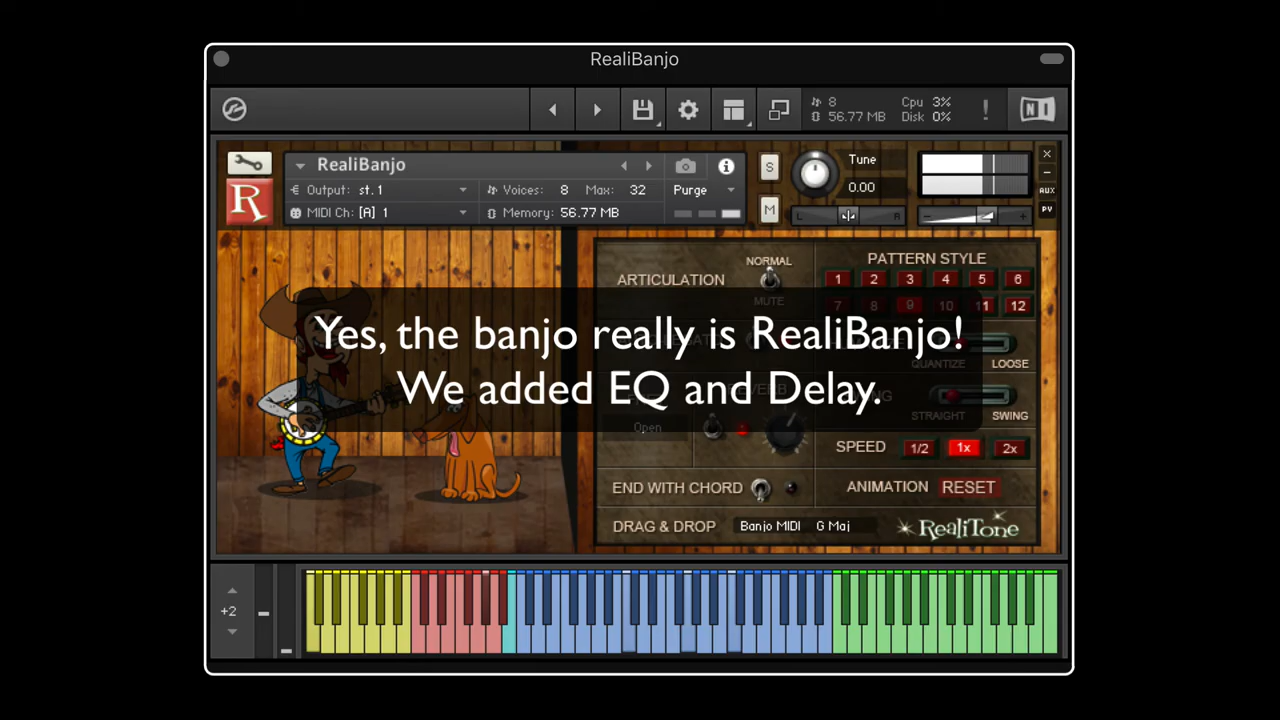 RealiBanjo
8
56.77 MB
Cpu 3%
Disk 0%
!
NI
R
RealiBanjo
Output: st.1
MIDI Ch: [A] 1
Voices: 8 Max: 32
Memory: 56.77 MB
Purge
S
M
Tune
0.00
L R
- +
AUX
PV
ARTICULATION
NORMAL
MUTE
PATTERN STYLE
1 2 3 4 5 6
7 8 9 10 11 12
Yes, the banjo really is RealiBanjo!
We added EQ and Delay.
QUANTIZE LOOSE
STRAIGHT SWING
Open
SPEED 1/2 1x 2x
END WITH CHORD
ANIMATION RESET
DRAG & DROP Banjo MIDI G Maj
RealiTone
+2